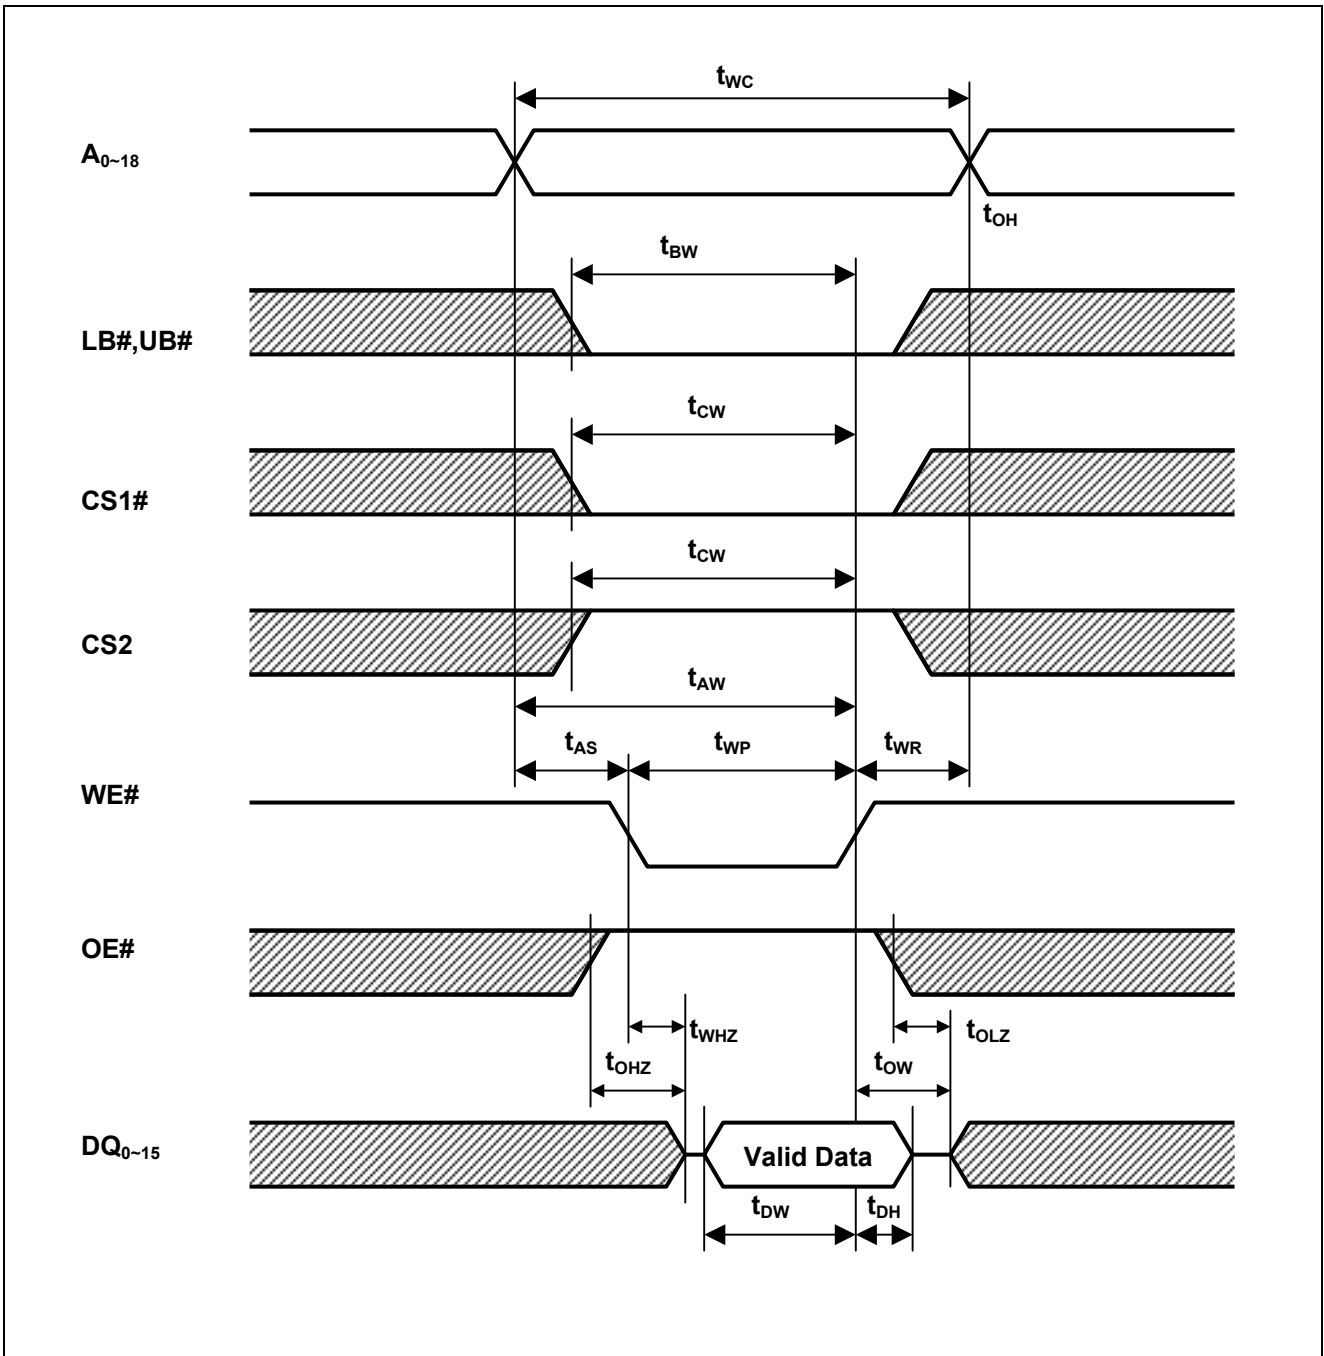 tWC
A0~18
tOH
tBW
LB#,UB#
tCW
CS1#
tCW
CS2
tAW
tAS tWP tWR
WE#
OE#
tWHZ tOLZ
tOHZ tOW
DQ0~15 Valid Data
tDW tDH